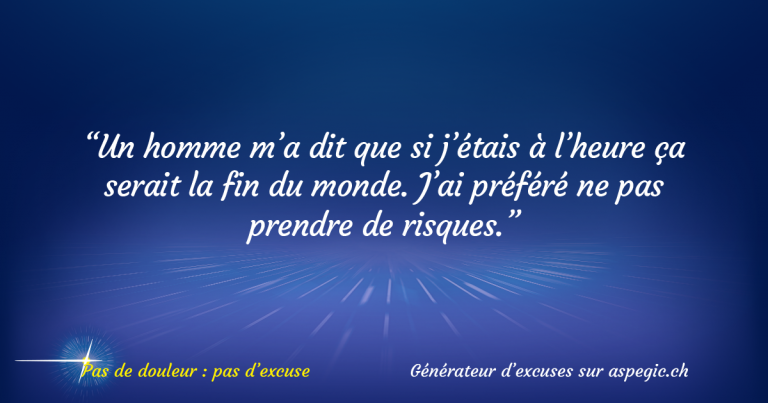 “Un homme m’a dit que si j’étais à l’heure ça
serait la fin du monde. J’ai préféré ne pas
prendre de risques.”
Pas de douleur : pas d’excuse
Générateur d’excuses sur aspegic.ch